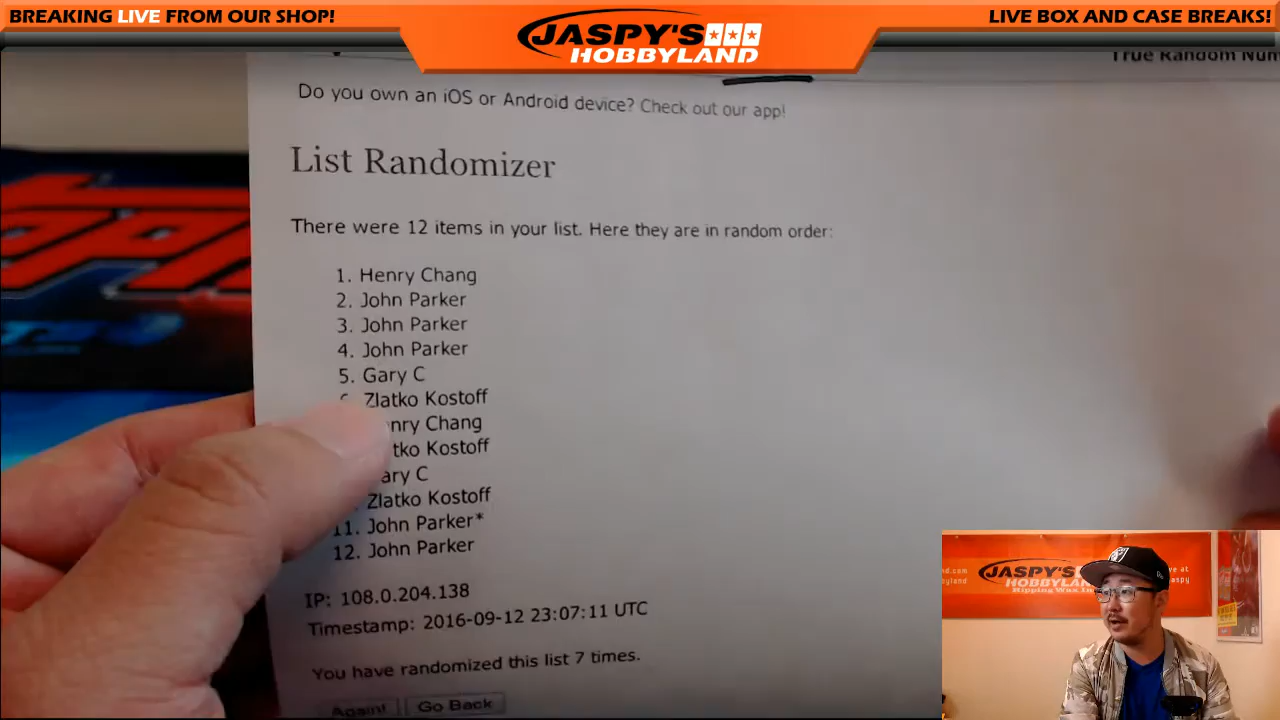 BREAKING LIVE FROM OUR SHOP!
JASPY'S
HOBBYLAND
LIVE BOX AND CASE BREAKS!
True Random Num
Do you own an iOS or Android device? Check out our app!
List Randomizer
There were 12 items in your list. Here they are in random order:
1. Henry Chang
2. John Parker
3. John Parker
4. John Parker
5. Gary C
Zlatko Kostoff
nry Chang
tko Kostoff
ary C
Zlatko Kostoff
11. John Parker*
12. John Parker
IP: 108.0.204.138
Timestamp: 2016-09-12 23:07:11 UTC
You have randomized this list 7 times.
Again! Go Back
JASPY'S
HOBBYLAND